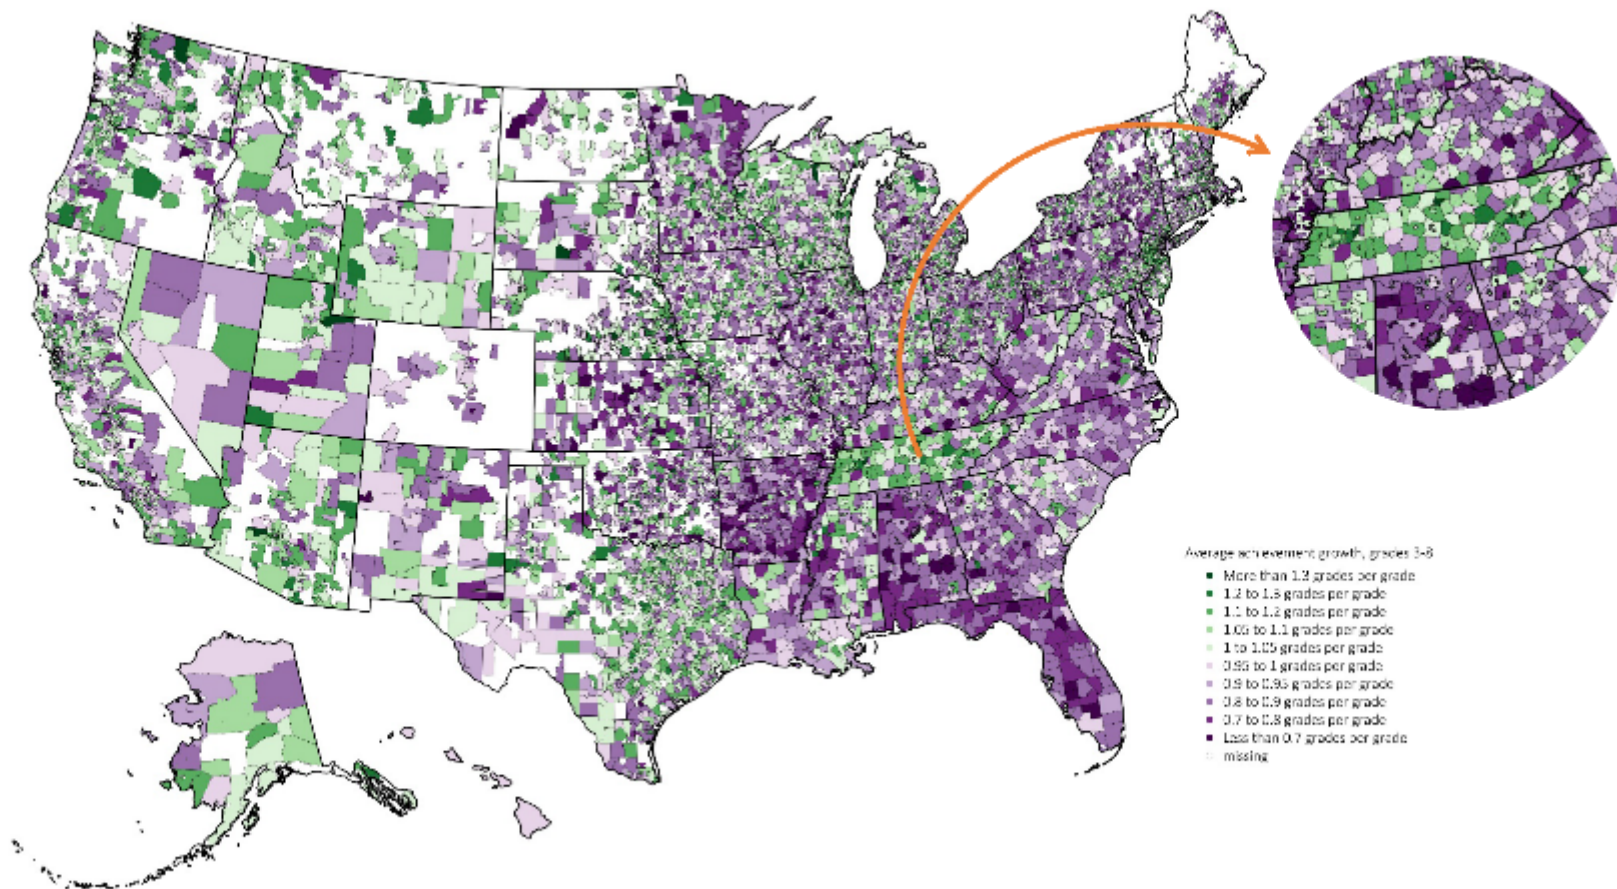 Average achievement growth, grades 3-8
More than 1.3 grades per grade
1.2 to 1.3 grades per grade
1.1 to 1.2 grades per grade
1.05 to 1.1 grades per grade
1 to 1.05 grades per grade
0.95 to 1 grades per grade
0.9 to 0.95 grades per grade
0.8 to 0.9 grades per grade
0.7 to 0.8 grades per grade
Less than 0.7 grades per grade
missing